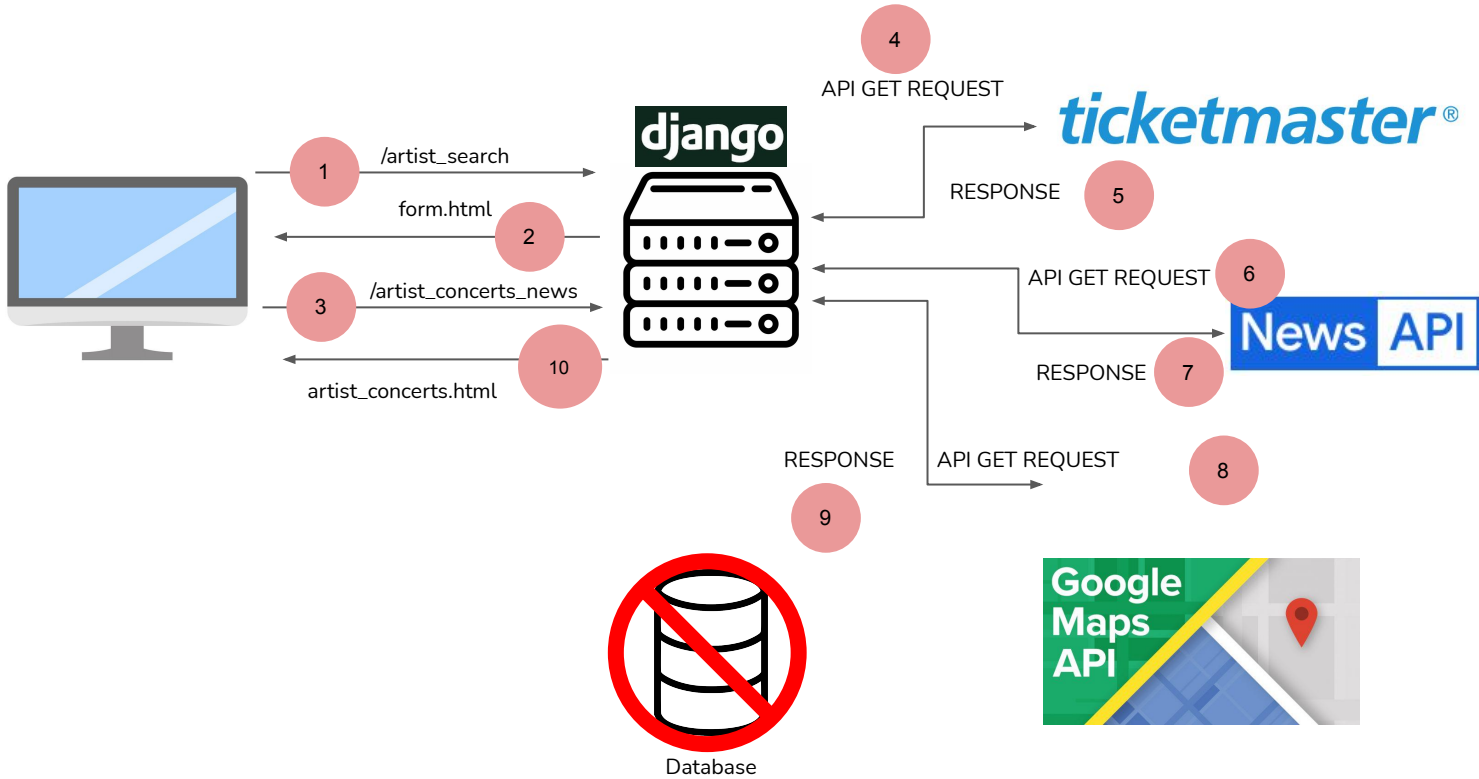 4
API GET REQUEST
ticketmaster®
django
1
/artist_search
RESPONSE
5
form.html
2
API GET REQUEST
6
3
/artist_concerts_news
News API
10
RESPONSE
7
artist_concerts.html
RESPONSE
API GET REQUEST
8
9
Google
Maps
API
Database